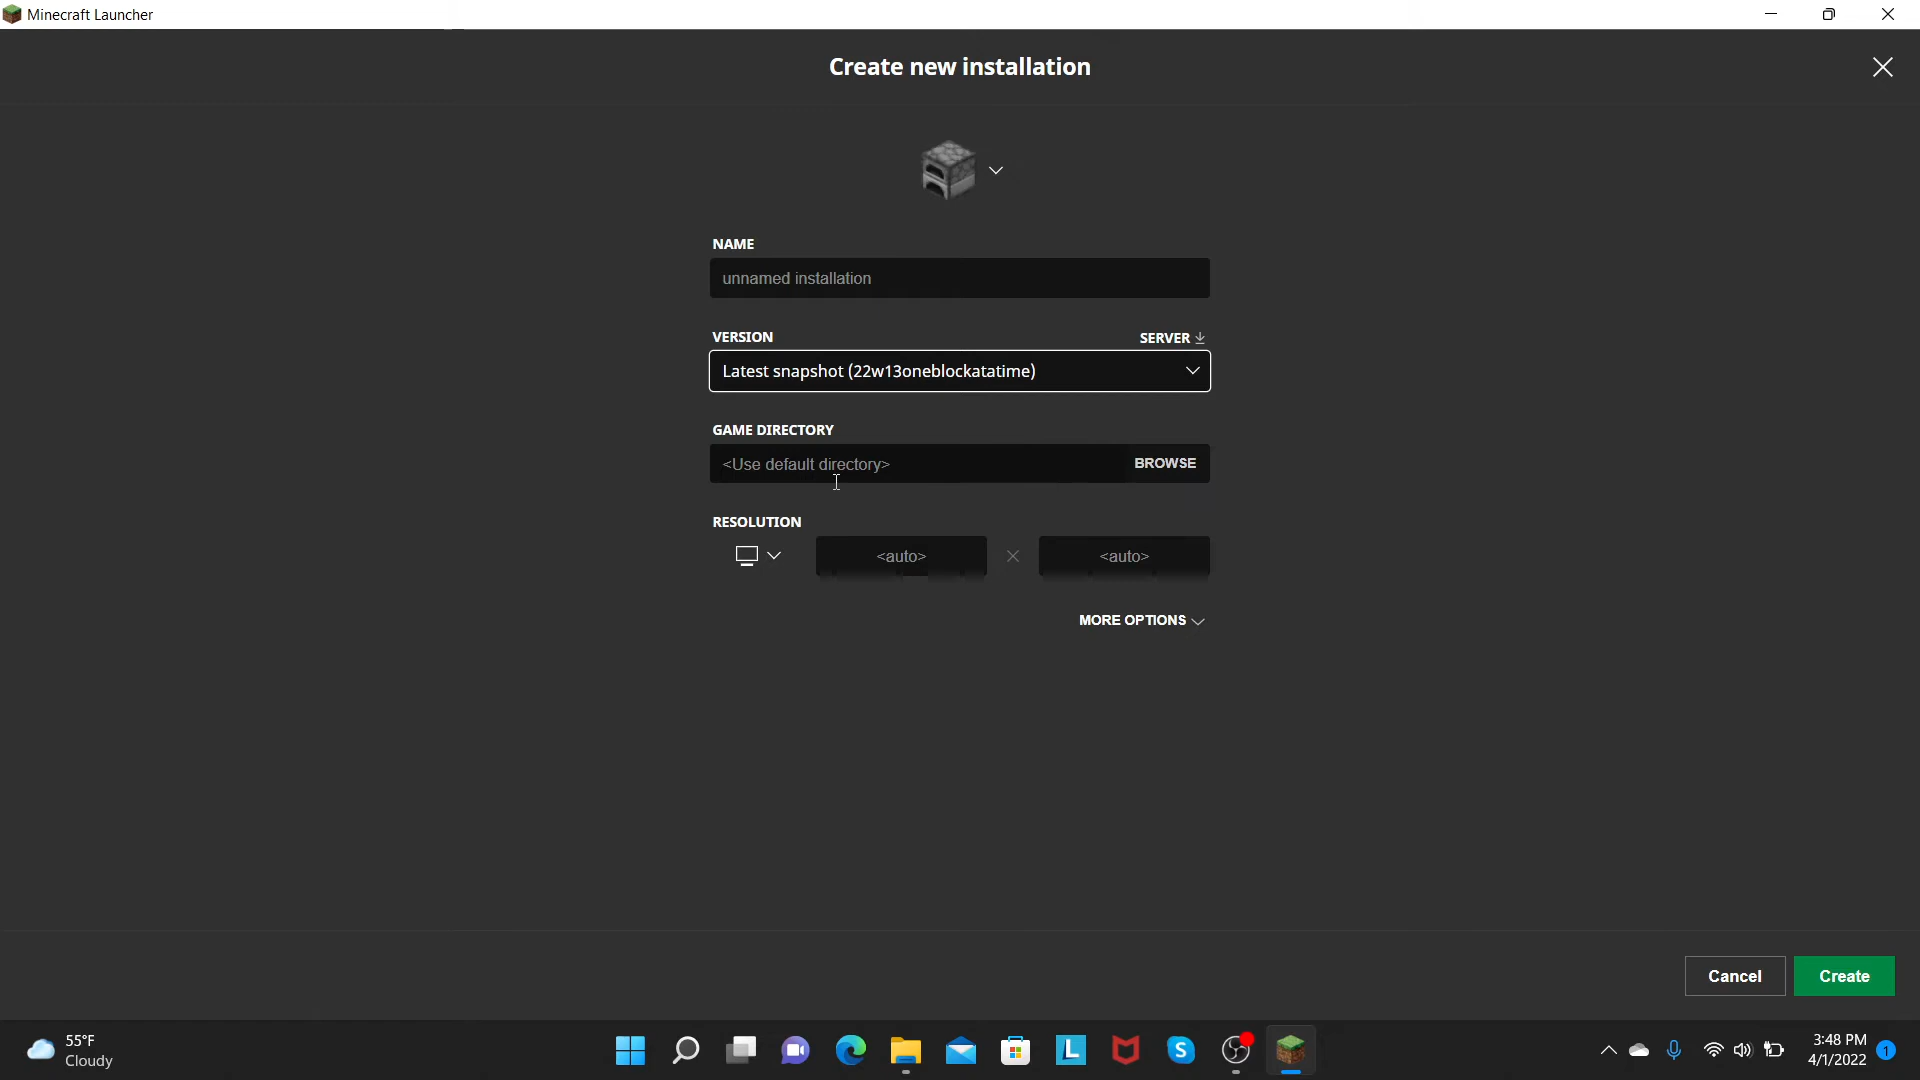 Minecraft Launcher
Create new installation
NAME
unnamed installation
VERSION
SERVER
Latest snapshot (22w13oneblockatatime)
GAME DIRECTORY
<Use default directory>
BROWSE
RESOLUTION
<auto>
<auto>
MORE OPTIONS
Cancel
Create
55°F
Cloudy
L
S
3:48 PM
4/1/2022
1